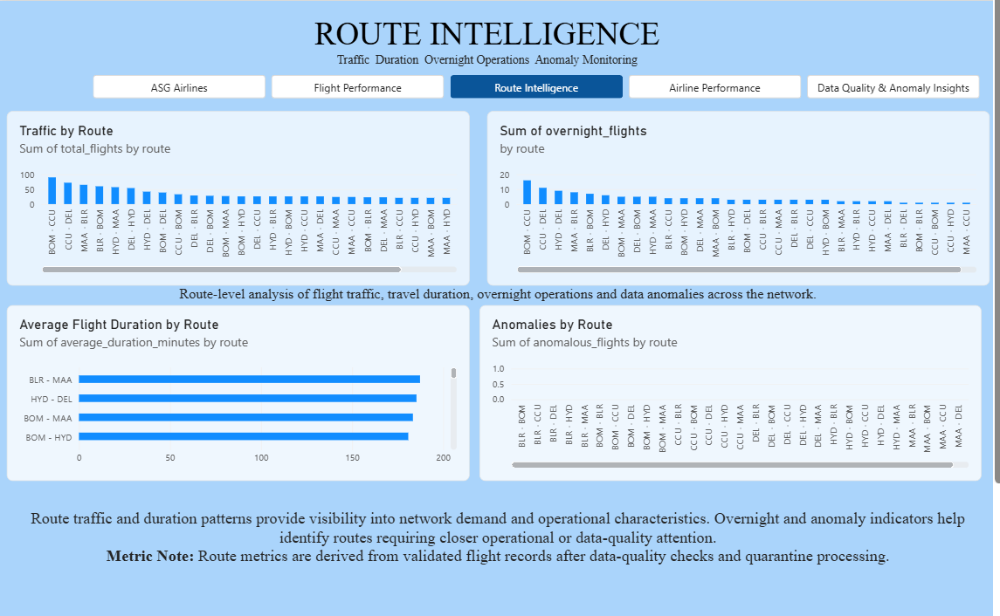 ROUTE INTELLIGENCE
Traffic Duration Overnight Operations Anomaly Monitoring
ASG Airlines
Flight Performance
Route Intelligence
Airline Performance
Data Quality & Anomaly Insights
Traffic by Route
Sum of total_flights by route
100
50
0
BOM - CCU
CCU - DEL
MAA - BLR
BLR - BOM
HYD - MAA
DEL - HYD
HYD - DEL
BOM - DEL
CCU - BOM
DEL - BLR
DEL - BOM
BOM - MAA
BOM - HYD
DEL - CCU
HYD - BLR
HYD - BOM
HYD - CCU
MAA - DEL
CCU - MAA
MAA - CCU
BOM - BLR
DEL - MAA
BLR - CCU
CCU - HYD
MAA - BOM
MAA - HYD
Sum of overnight_flights
by route
20
10
0
BOM - CCU
CCU - DEL
HYD - MAA
MAA - BLR
BLR - BOM
DEL - HYD
BOM - MAA
DEL - BOM
HYD - DEL
BLR - CCU
BOM - HYD
DEL - MAA
MAA - BOM
BLR - HYD
BOM - DEL
CCU - BLR
CCU - MAA
DEL - BLR
DEL - CCU
HYD - BOM
BLR - MAA
HYD - BLR
HYD - CCU
MAA - DEL
BLR - DEL
BOM - BLR
CCU - BOM
CCU - HYD
MAA - CCU
Route-level analysis of flight traffic, travel duration, overnight operations and data anomalies across the network.
Average Flight Duration by Route
Sum of average_duration_minutes by route
BLR - MAA
HYD - DEL
BOM - MAA
BOM - HYD
0
50
100
150
200
Anomalies by Route
Sum of anomalous_flights by route
1.0
0.5
0.0
BLR - BOM
BLR - CCU
BLR - DEL
BLR - HYD
BLR - MAA
BOM - BLR
BOM - CCU
BOM - DEL
BOM - HYD
BOM - MAA
CCU - BLR
CCU - BOM
CCU - DEL
CCU - HYD
CCU - MAA
DEL - BLR
DEL - BOM
DEL - CCU
DEL - HYD
DEL - MAA
HYD - BLR
HYD - BOM
HYD - CCU
HYD - DEL
HYD - MAA
MAA - BLR
MAA - BOM
MAA - CCU
MAA - DEL
Route traffic and duration patterns provide visibility into network demand and operational characteristics. Overnight and anomaly indicators help
identify routes requiring closer operational or data-quality attention.
Metric Note: Route metrics are derived from validated flight records after data-quality checks and quarantine processing.